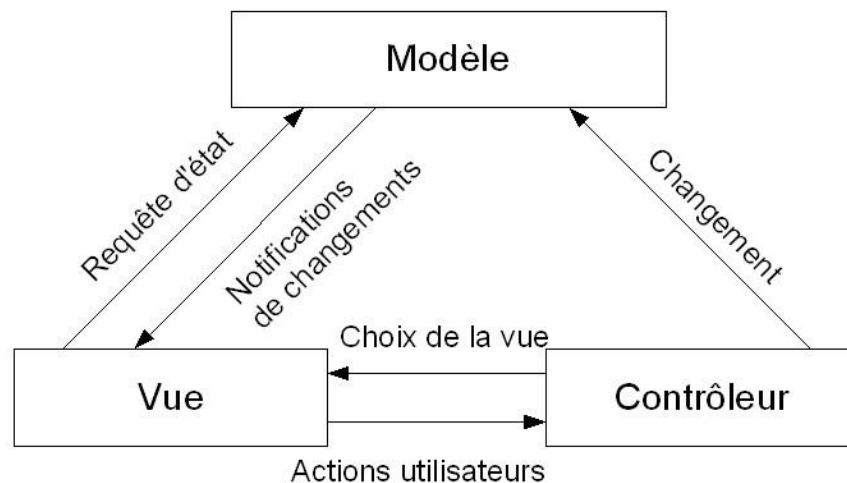 Modèle
Requête d'état
Notifications
de changements
Changement
Choix de la vue
Vue
Contrôleur
Actions utilisateurs